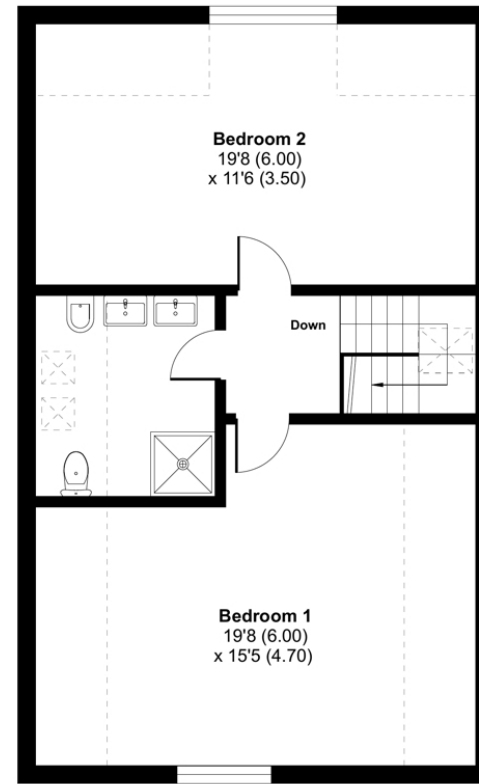 Bedroom 2
19'8 (6.00)
x 11'6 (3.50)
Down
Bedroom 1
19'8 (6.00)
x 15'5 (4.70)